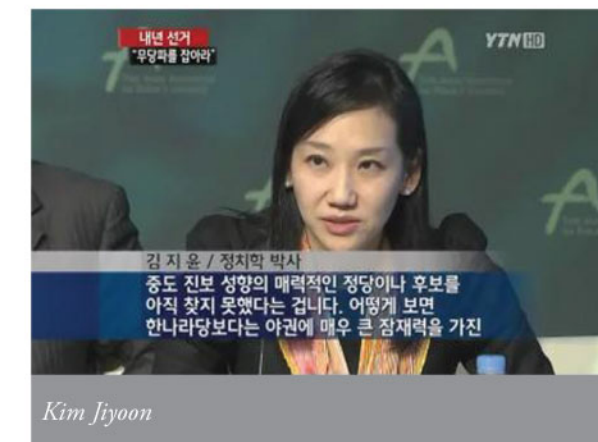 내년 선거
"무당파를 잡아라"
YTN HD
김 지 윤 / 정치학 박사
중도 진보 성향의 매력적인 정당이나 후보를
아직 찾지 못했다는 겁니다. 어떻게 보면
한나라당보다는 야권에 매우 큰 잠재력을 가진
Kim Jiyoon